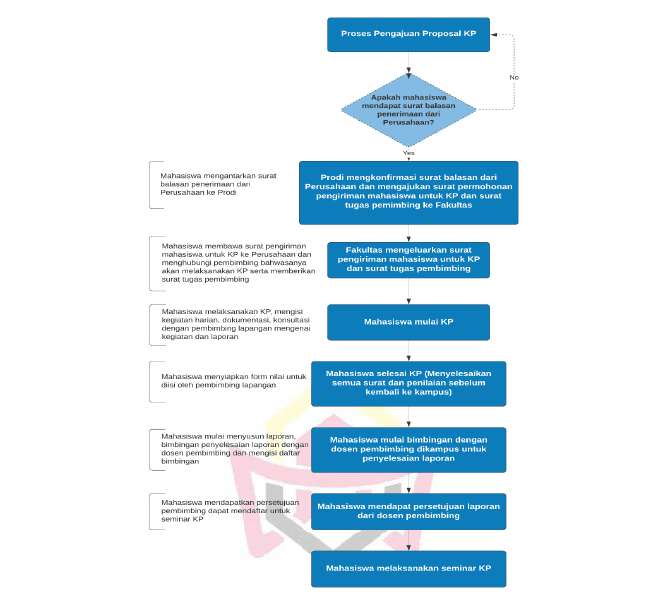 Proses Pengajuan Proposal KP
No
Apakah mahasiswa
mendapat surat balasan
penerimaan dari
Perusahaan?
Yes
Mahasiswa mengantarkan surat
balasan penerimaan dari
Perusahaan ke Prodi
Prodi mengkonfirmasi surat balasan dari
Perusahaan dan mengajukan surat permohonan
pengiriman mahasiswa untuk KP dan surat
tugas pemimbing ke Fakultas
Mahasiswa membawa surat pengiriman
mahasiswa untuk KP ke Perusahaan dan
menghubungi pembimbing bahwasanya
akan melaksanakan KP serta memberikan
surat tugas pembimbing
Fakultas mengeluarkan surat
pengiriman mahasiswa untuk KP
dan surat tugas pembimbing
Mahasiswa melaksanakan KP, mengisi
kegiatan harian, dokumentasi, konsultasi
dengan pembimbing lapangan mengenai
kegiatan dan laporan
Mahasiswa mulai KP
Mahasiswa menyiapkan form nilai untuk
diisi oleh pembimbing lapangan
Mahasiswa selesai KP (Menyelesaikan
semua surat dan penilaian sebelum
kembali ke kampus)
Mahasiswa mulai menyusun laporan,
bimbingan penyelesaian laporan dengan
dosen pembimbing dan mengisi daftar
bimbingan
Mahasiswa mulai bimbingan dengan
dosen pembimbing dikampus untuk
penyelesaian laporan
Mahasiswa mendapatkan persetujuan
pembimbing dapat mendaftar untuk
seminar KP
Mahasiswa mendapat persetujuan laporan
dari dosen pembimbing
Mahasiswa melaksanakan seminar KP